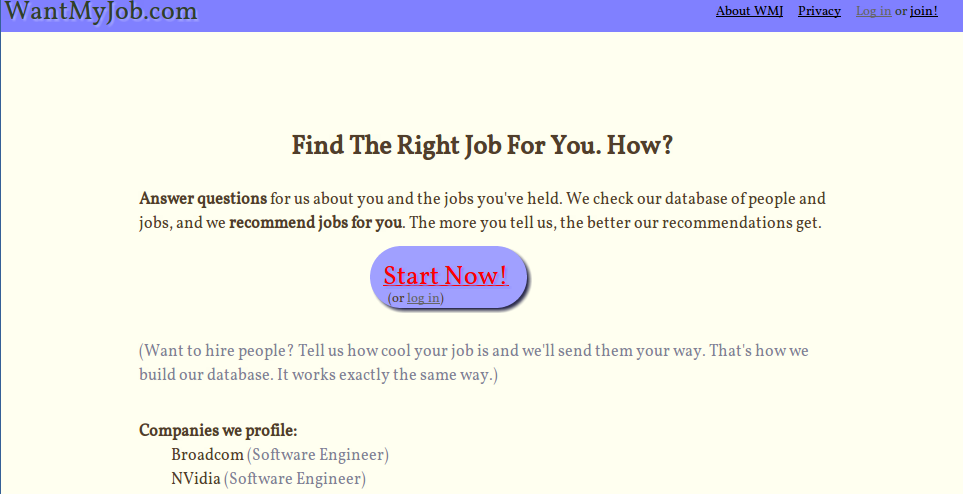 WantMyJob.com
About WMJ Privacy Log in or join!
Find The Right Job For You. How?
Answer questions for us about you and the jobs you've held. We check our database of people and
jobs, and we recommend jobs for you. The more you tell us, the better our recommendations get.
Start Now!
(or log in)
(Want to hire people? Tell us how cool your job is and we'll send them your way. That's how we
build our database. It works exactly the same way.)
Companies we profile:
Broadcom (Software Engineer)
NVidia (Software Engineer)